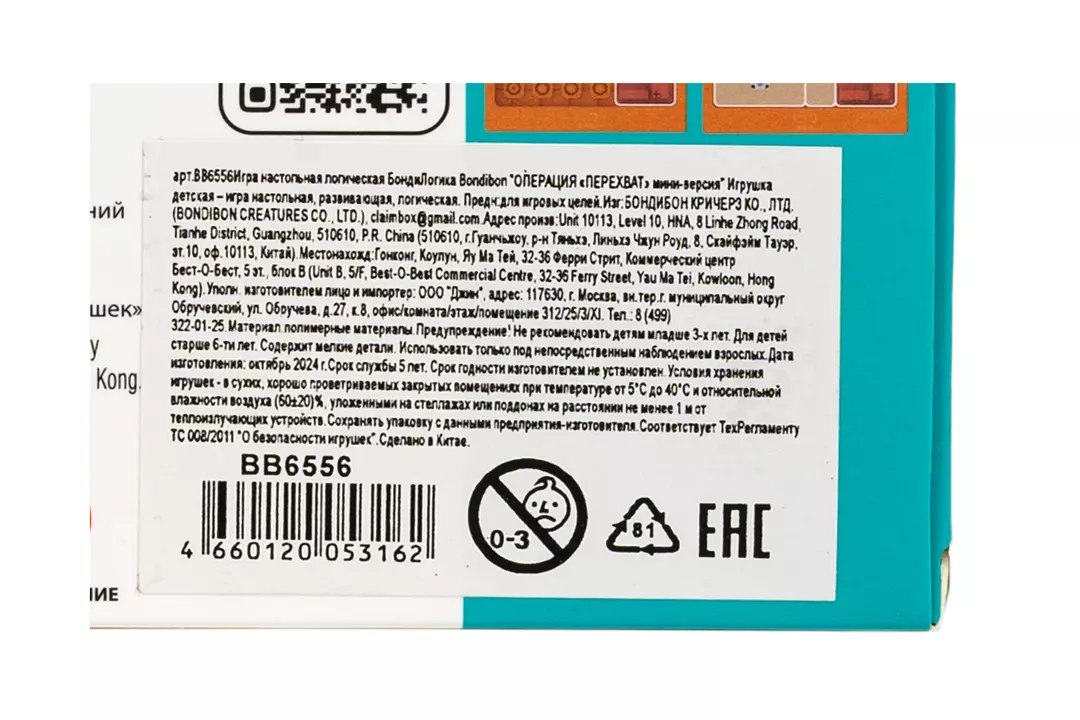 арт.BB6556Игра настольная логическая БондиЛогика Bondibon "ОПЕРАЦИЯ «ПЕРЕХВАТ» мини-версия" Игрушка
детская – игра настольная, развивающая, логическая. Предн:для игровых целей.Изг:БОНДИБОН КРИЧЕРЗ КО., ЛТД.
(BONDIBON CREATURES CO., LTD.), claimbox@gmail.com.Адрес произв:Unit 10113, Level 10, HNA, 8 Linhe Zhong Road,
Tianhe District, Guangzhou, 510610, P.R. China (510610, г.Гуанчьжоу, р-н Тяньхэ, Линьхэ Чжун Роуд, 8, Скайфэйм Тауэр,
эт.10, оф.10113, Китай).Местонахожд:Гонконг, Коулун, Яу Ма Тей, 32-36 Ферри Стрит, Коммерческий центр
Бест-О-Бест, 5 эт., блок B (Unit B, 5/F, Best-O-Best Commercial Centre, 32-36 Ferry Street, Yau Ma Tei, Kowloon, Hong
Kong).Уполн. изготовителем лицо и импортер: ООО "Джин", адрес: 117630, г. Москва, вн.тер.г. муниципальный округ
Обручевский, ул. Обручева, д.27, к.8, офис/комната/этаж/помещение 312/25/3/XI. Тел.: 8 (499)
322-01-25.Материал:полимерные материалы.Предупреждение! Не рекомендовать детям младше 3-х лет. Для детей
старше 6-ти лет. Содержит мелкие детали. Использовать только под непосредственным наблюдением взрослых.Дата
изготовления: октябрь 2024 г.Срок службы 5 лет. Срок годности изготовителем не установлен. Условия хранения
игрушек - в сухих, хорошо проветриваемых закрытых помещениях при температуре от 5°С до 40°С и относительной
влажности воздуха (60±20)%, уложенными на стеллажах или поддонах на расстоянии не менее 1 м от
теплоизлучающих устройств.Сохранять упаковку с данными предприятия-изготовителя.Соответствует ТехРегламенту
ТС 008/2011 "О безопасности игрушек".Сделано в Китае.
BB6556
4 660120 053162
0-3
81
EAC
ний
шек»
y
Kong.
ИЕ